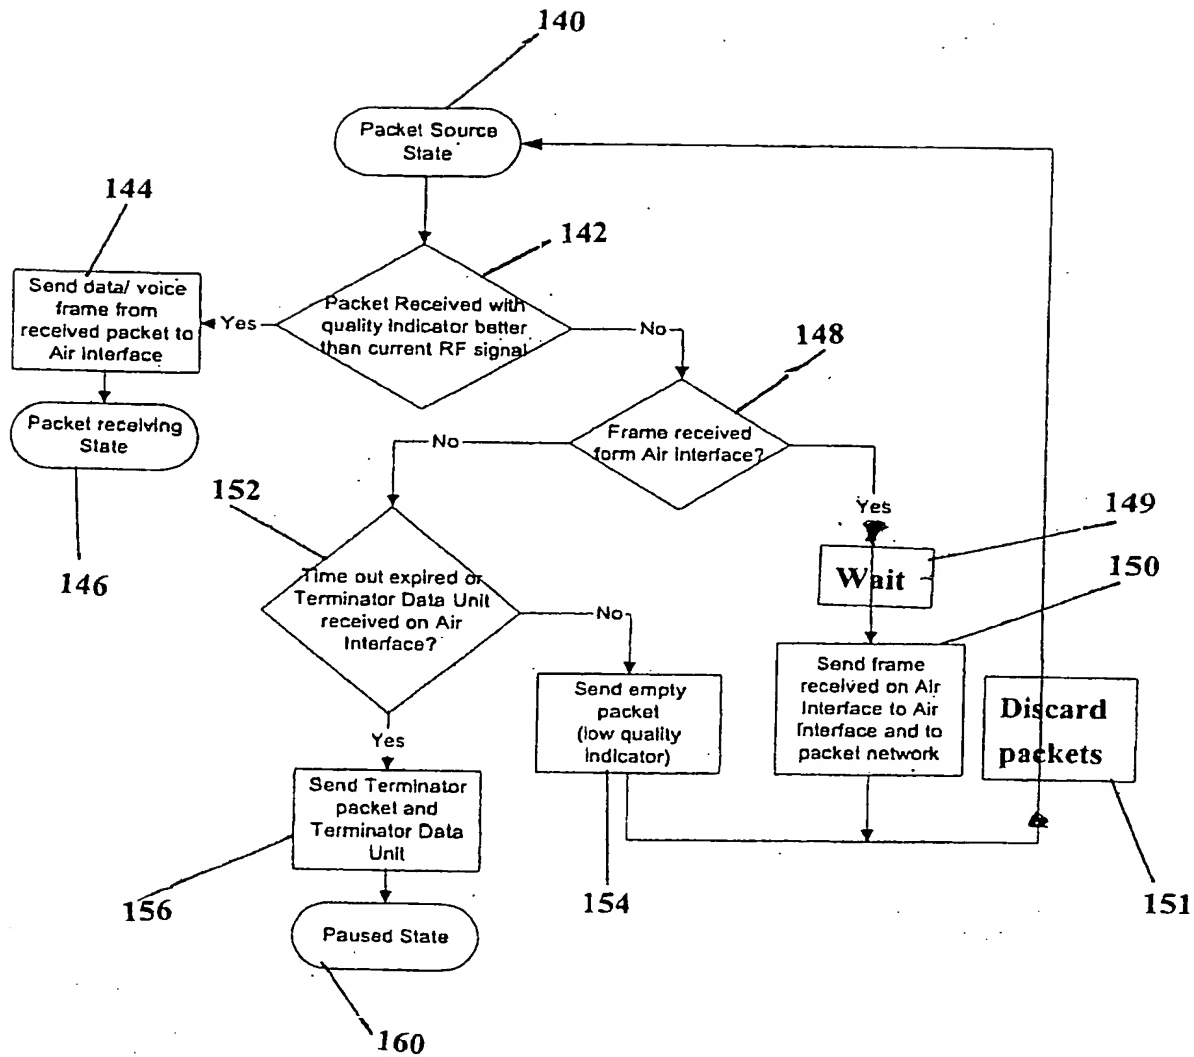 140
Packet Source
State
144
142
Send data/ voice
frame from
received packet to
Air Interface
Yes
Packet Received with
quality indicator better
than current RF signal
No
148
Packet receiving
State
Frame received
form Air Interface?
No
152
Yes
149
146
Wait
150
Time out expired or
Terminator Data Unit
received on Air
Interface?
No
Send empty
packet
(low quality
indicator)
Send frame
received on Air
Interface to Air
Interface and to
packet network
Discard
packets
Yes
Send Terminator
packet and
Terminator Data
Unit
156
154
151
Paused State
160